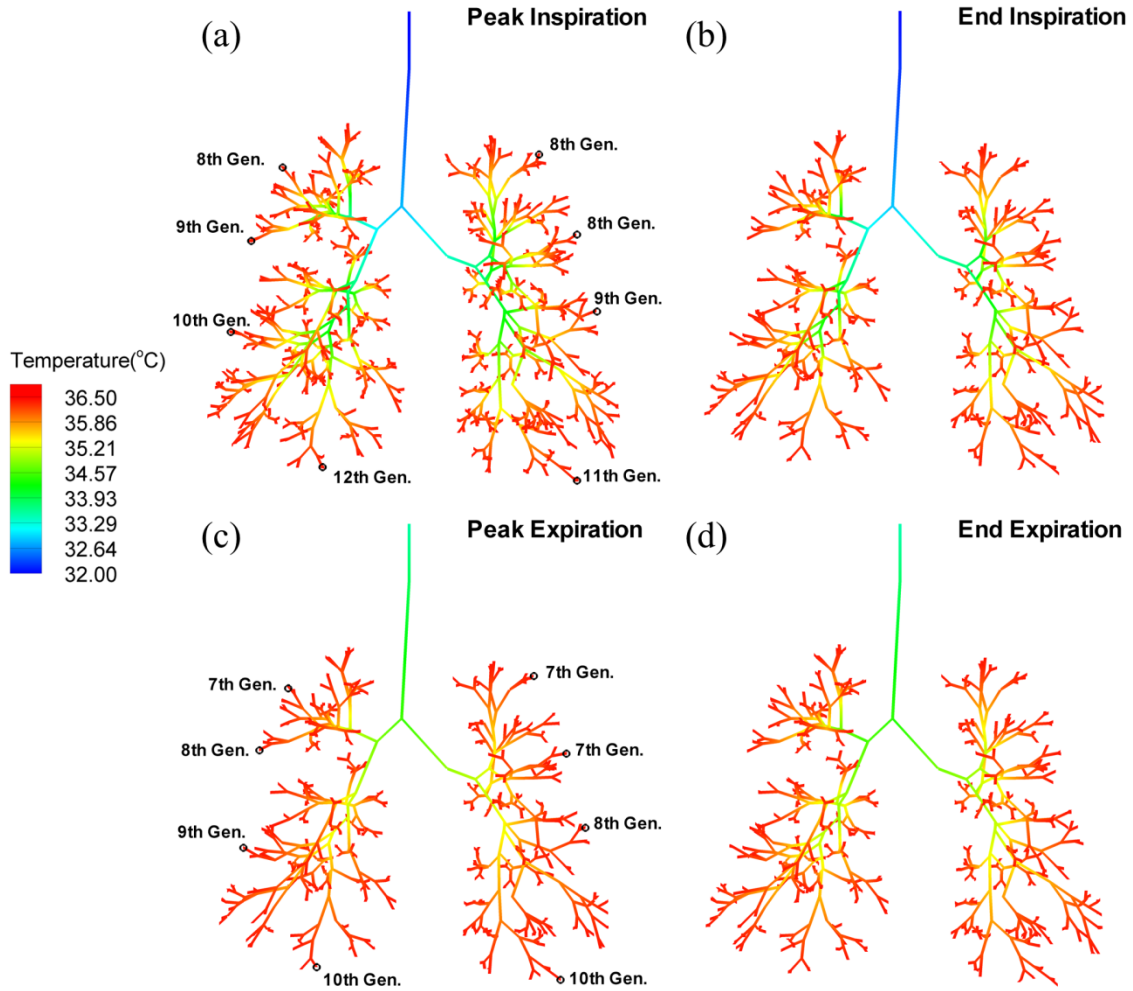 (a)
Peak Inspiration
(b)
End Inspiration
8th Gen.
8th Gen.
9th Gen.
8th Gen.
9th Gen.
10th Gen.
12th Gen.
11th Gen.
Temperature(°C)
36.50
35.86
35.21
34.57
33.93
33.29
32.64
32.00
(c)
Peak Expiration
(d)
End Expiration
7th Gen.
7th Gen.
8th Gen.
7th Gen.
9th Gen.
8th Gen.
10th Gen.
10th Gen.